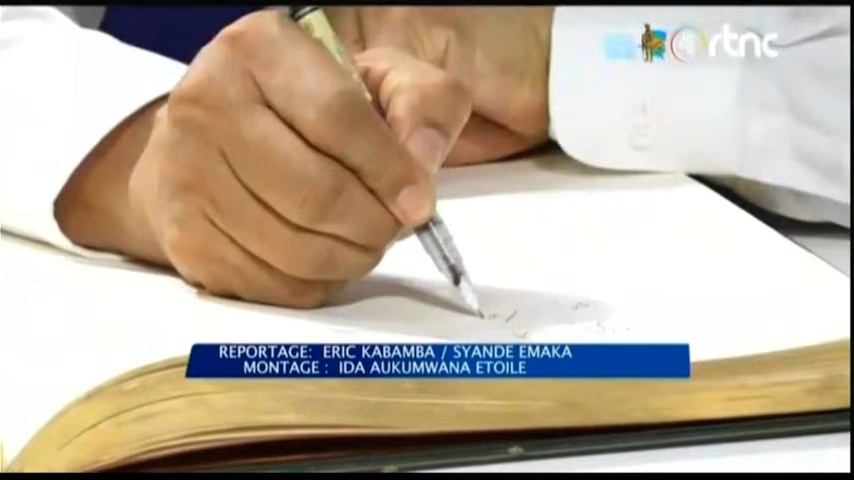 rtnc
REPORTAGE: ERIC KABAMBA / SYANDE EMAKA
MONTAGE : IDA AUKUMWANA ETOILE